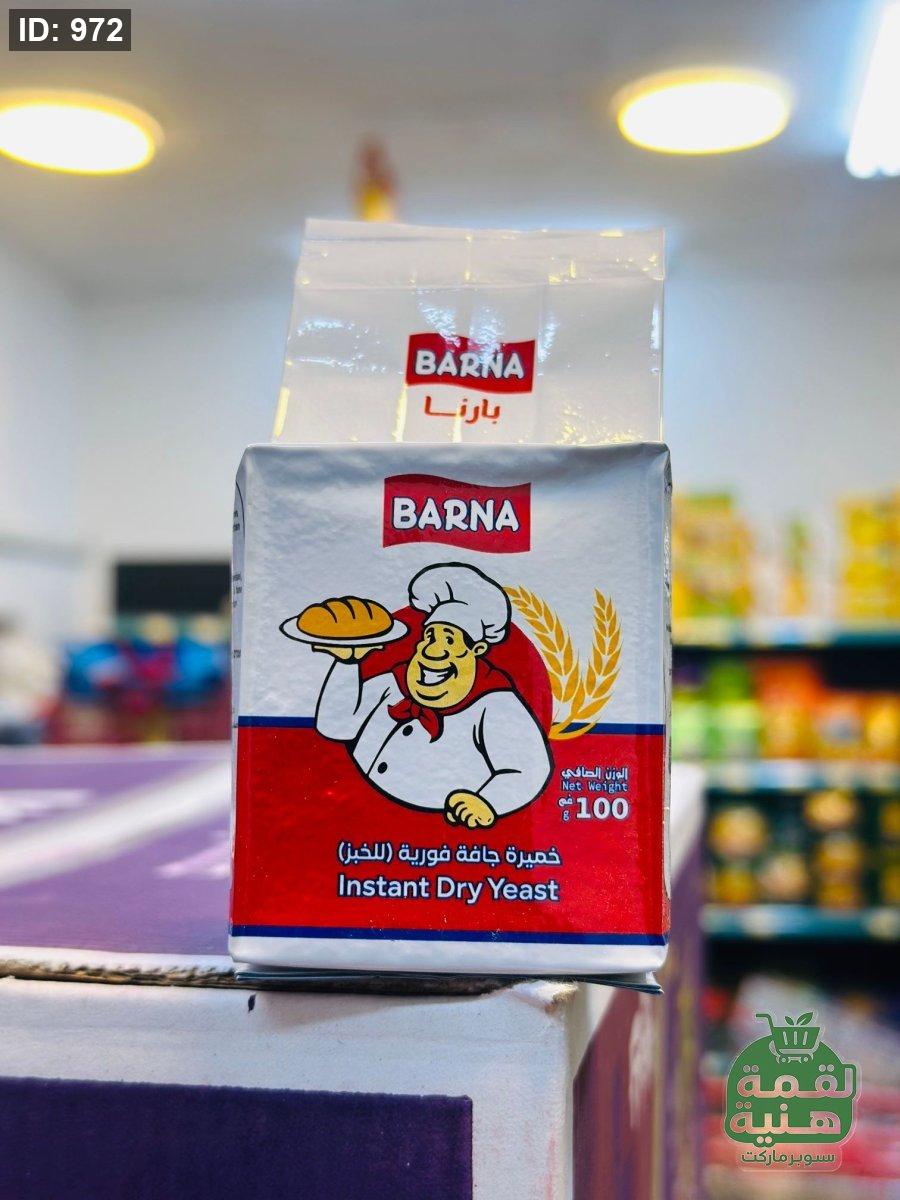 ID: 972
BARNA
بارنا
BARNA
الوزن الصافي
Net Weight
100 غم
g
خميرة جافة فورية (للخبز)
Instant Dry Yeast
لقمة
هنية
سوبرماركت